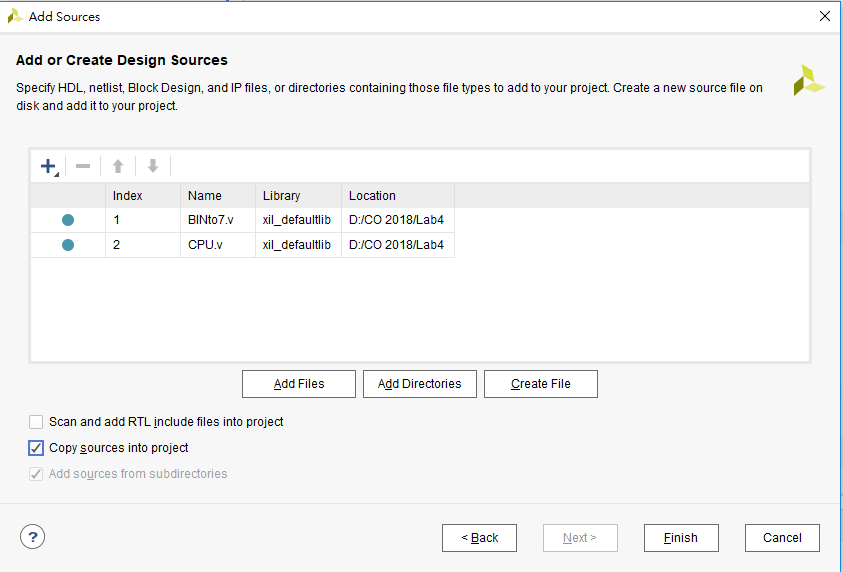 Add Sources
Add or Create Design Sources
Specify HDL, netlist, Block Design, and IP files, or directories containing those file types to add to your project. Create a new source file on
disk and add it to your project.
Index Name Library Location
1 BINto7.v xil_defaultlib D:/CO 2018/Lab4
2 CPU.v xil_defaultlib D:/CO 2018/Lab4
Add Files Add Directories Create File
Scan and add RTL include files into project
Copy sources into project
Add sources from subdirectories
? < Back Next > Finish Cancel